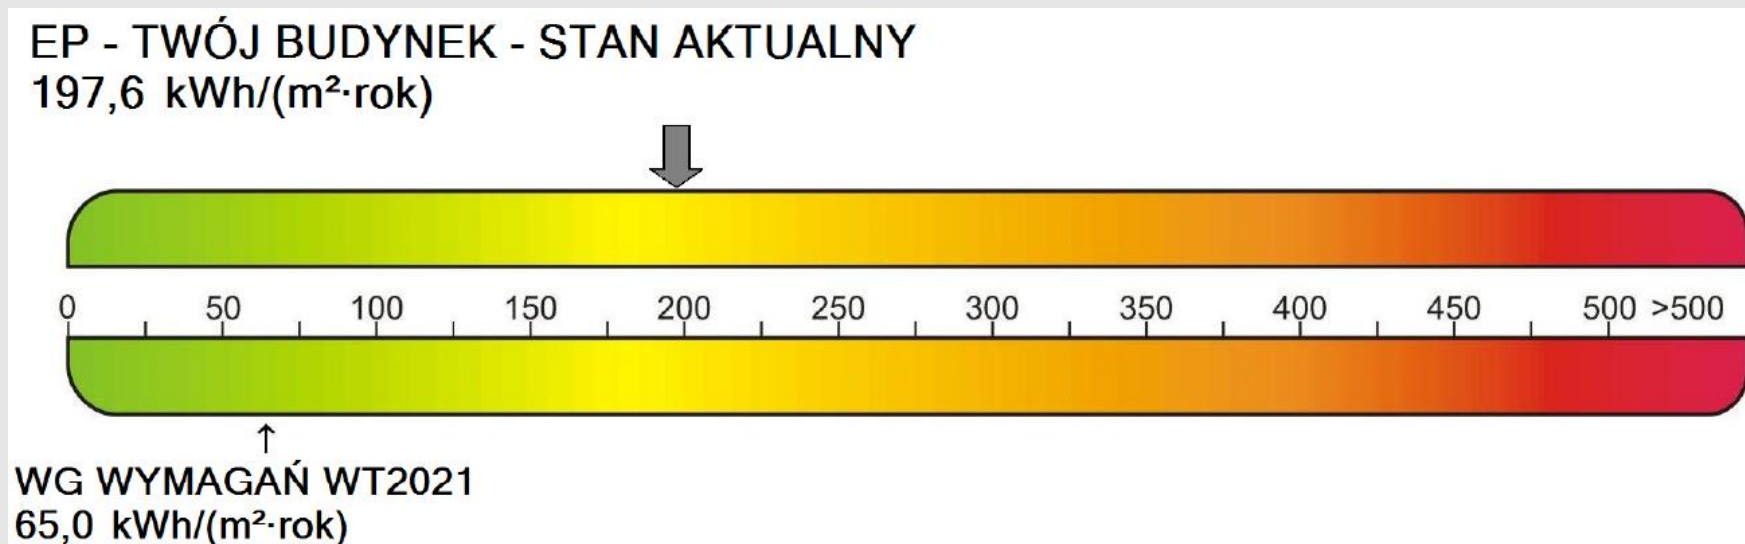 EP - TWÓJ BUDYNEK - STAN AKTUALNY
197,6 kWh/(m²·rok)
0 50 100 150 200 250 300 350 400 450 500 >500
↑
WG WYMAGAŃ WT2021
65,0 kWh/(m²·rok)